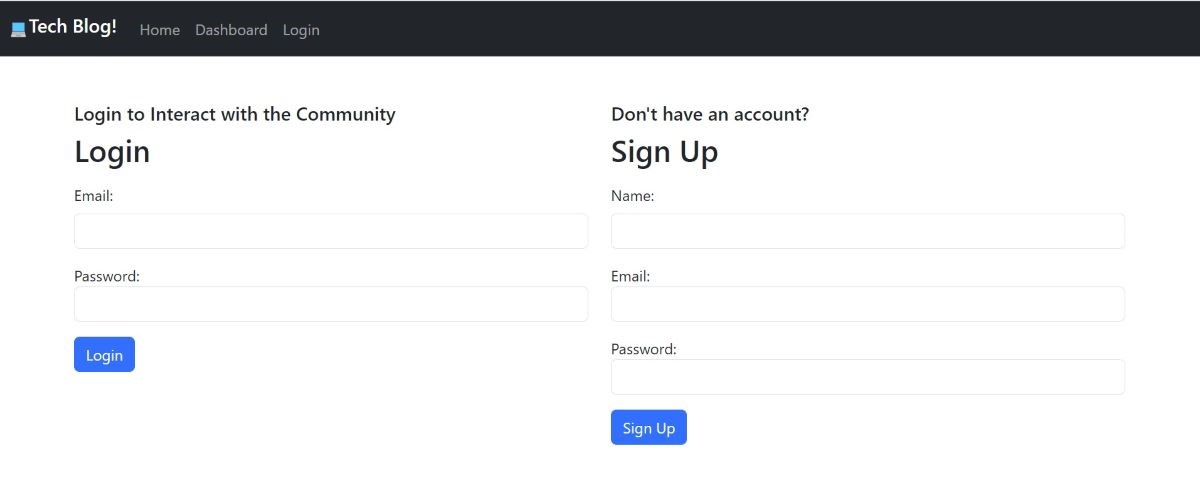 Tech Blog! Home Dashboard Login
Login to Interact with the Community
Login
Email:
Password:
Login
Don't have an account?
Sign Up
Name:
Email:
Password:
Sign Up